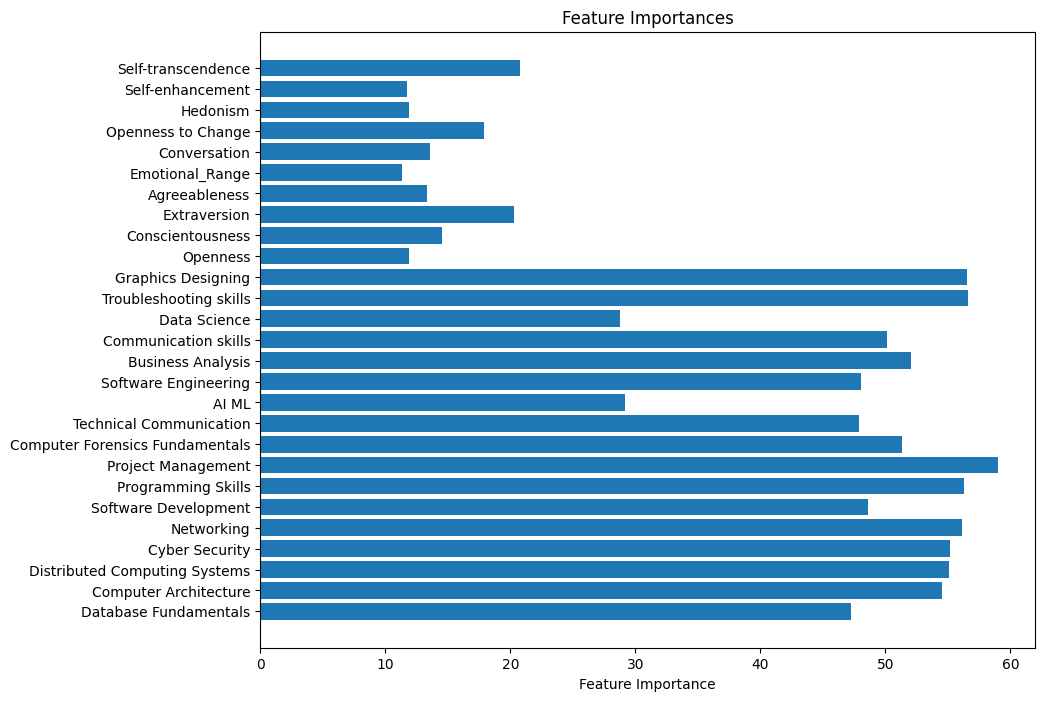 Feature Importances
Self-transcendence
Self-enhancement
Hedonism
Openness to Change
Conversation
Emotional_Range
Agreeableness
Extraversion
Conscientousness
Openness
Graphics Designing
Troubleshooting skills
Data Science
Communication skills
Business Analysis
Software Engineering
AI ML
Technical Communication
Computer Forensics Fundamentals
Project Management
Programming Skills
Software Development
Networking
Cyber Security
Distributed Computing Systems
Computer Architecture
Database Fundamentals
0 10 20 30 40 50 60
Feature Importance